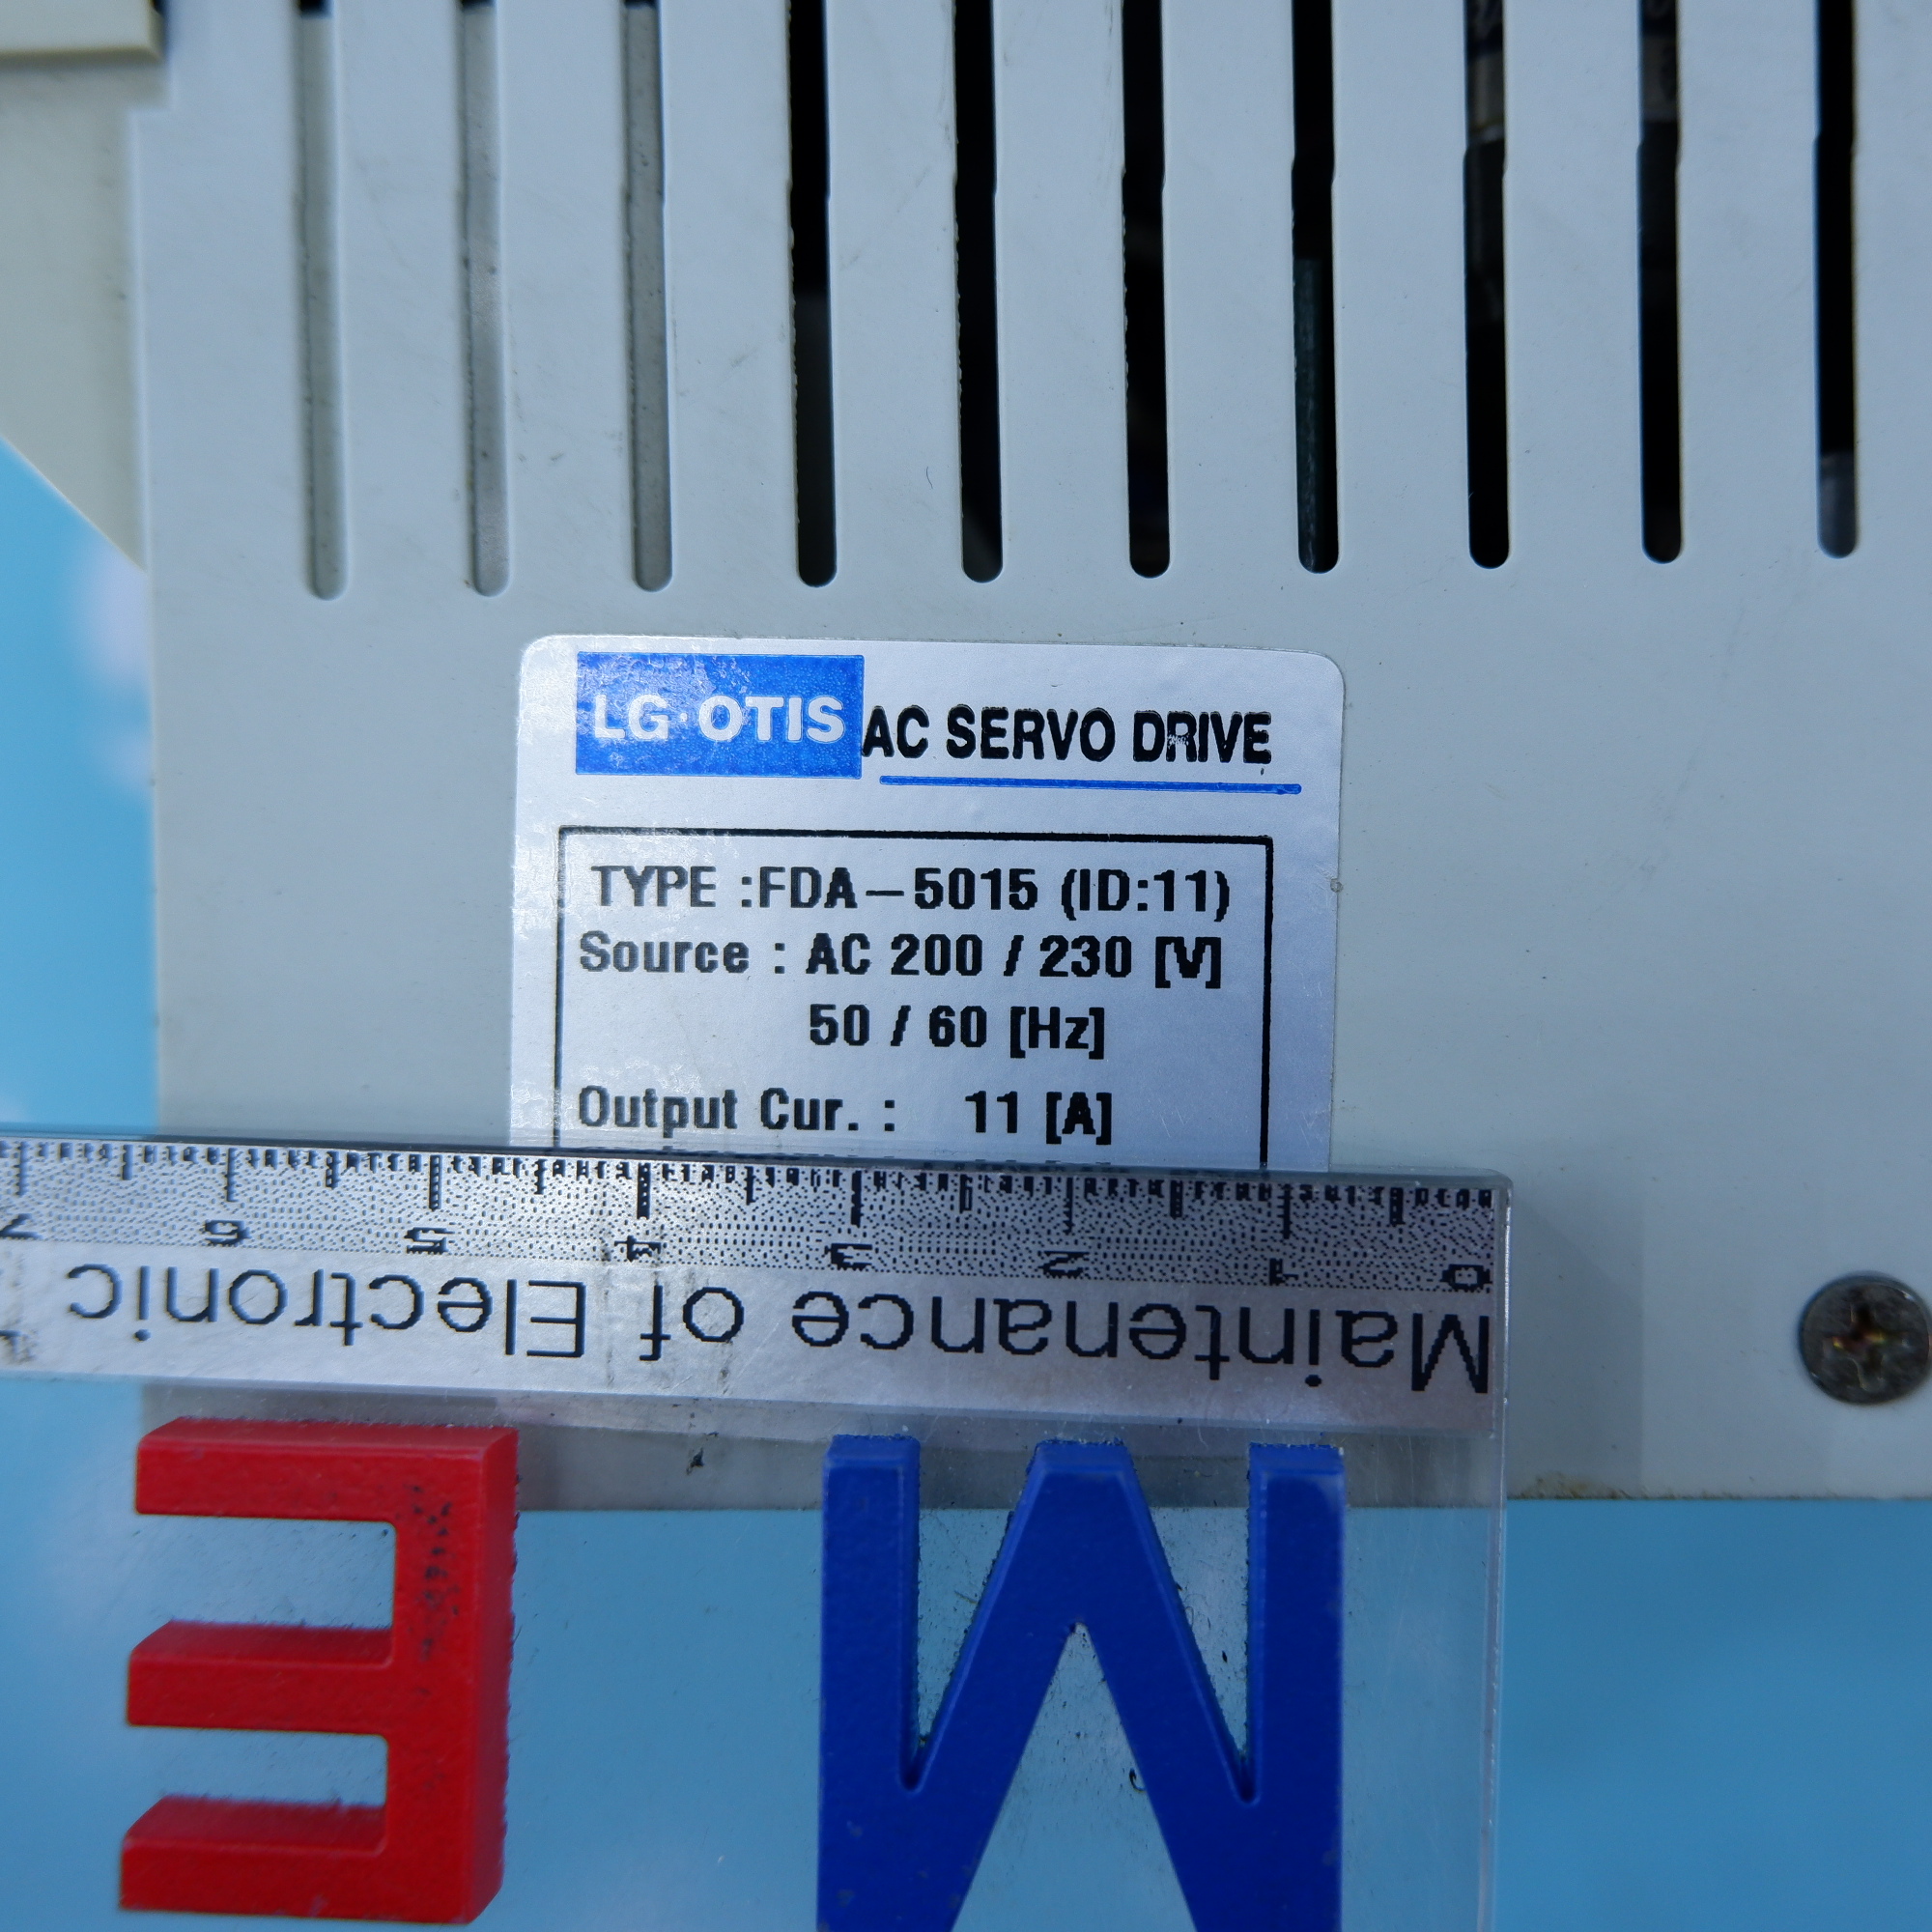 LG·OTIS AC SERVO DRIVE
TYPE :FDA-5015 (ID:11)
Source : AC 200 / 230 [V]
50 / 60 [Hz]
Output Cur. : 11 [A]
0 1 2 3 4 5 6 7
Maintenance of Electronic
M E